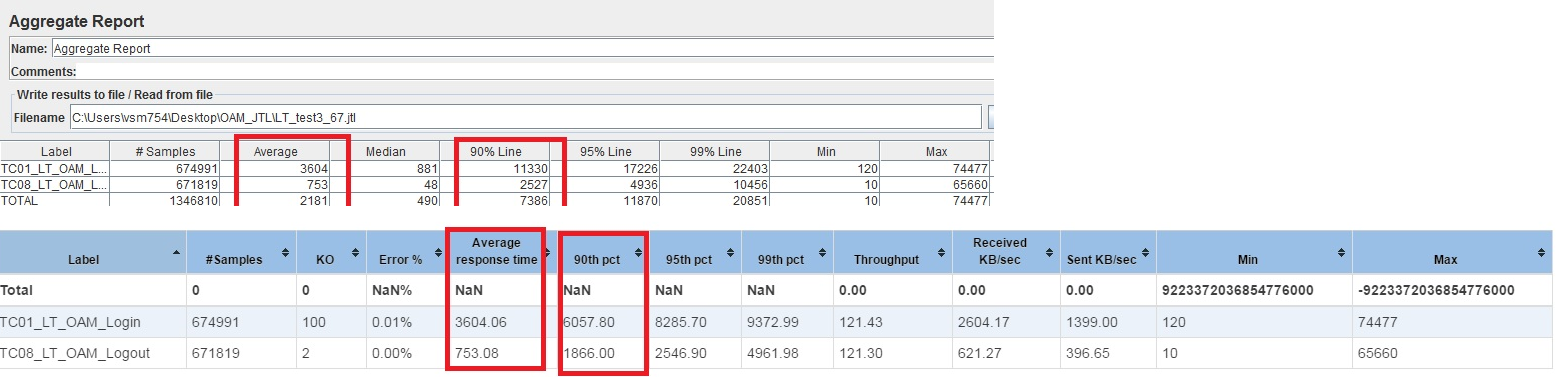 Aggregate Report
Name: Aggregate Report
Comments:
Write results to file / Read from file
Filename C:\Users\vsm754\Desktop\OAM_JTL\LT_test3_67.jtl
Label # Samples Average Median 90% Line 95% Line 99% Line Min Max
TC01_LT_OAM_L... 674991 3604 881 11330 17226 22403 120 74477
TC08_LT_OAM_L... 671819 753 48 2527 4936 10456 10 65660
TOTAL 1346810 2181 490 7386 11870 20851 10 74477
Label #Samples KO Error % Average response time 90th pct 95th pct 99th pct Throughput Received KB/sec Sent KB/sec Min Max
Total 0 0 NaN% NaN NaN NaN NaN 0.00 0.00 0.00 9223372036854776000 -9223372036854776000
TC01_LT_OAM_Login 674991 100 0.01% 3604.06 6057.80 8285.70 9372.99 121.43 2604.17 1399.00 120 74477
TC08_LT_OAM_Logout 671819 2 0.00% 753.08 1866.00 2546.90 4961.98 121.30 621.27 396.65 10 65660